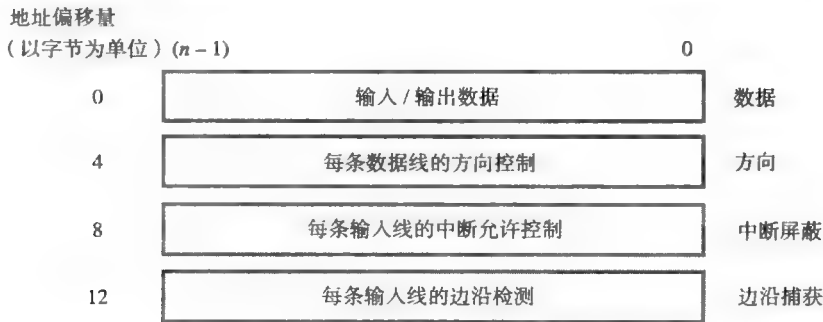 地址偏移量
（以字节为单位）(n – 1) 0
0 输入 / 输出数据 数据
4 每条数据线的方向控制 方向
8 每条输入线的中断允许控制 中断屏蔽
12 每条输入线的边沿检测 边沿捕获